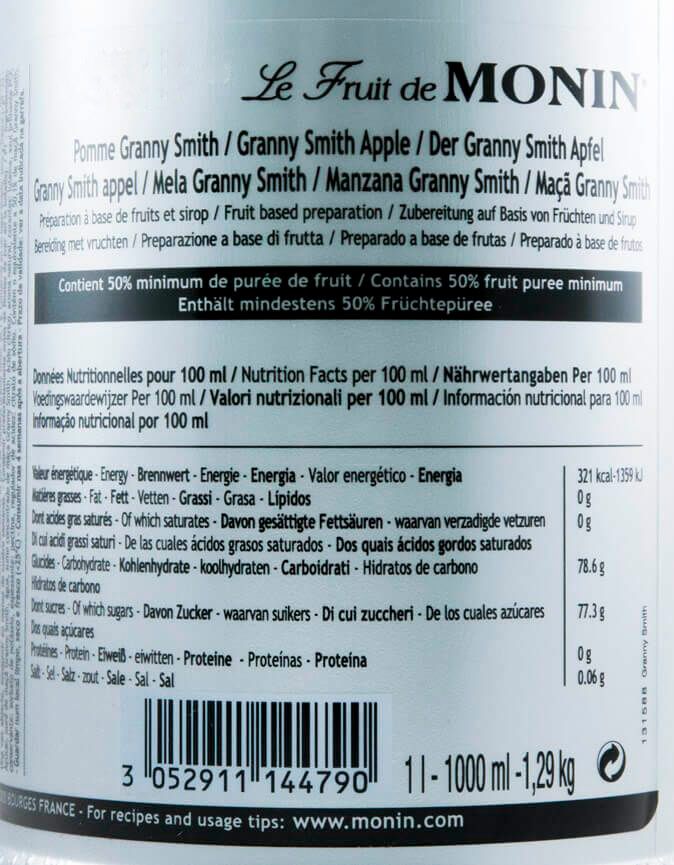 Le Fruit de MONIN
Pomme Granny Smith / Granny Smith Apple / Der Granny Smith Apfel
Granny Smith appel / Mela Granny Smith / Manzana Granny Smith / Maçã Granny Smith
Préparation à base de fruits et sirop / Fruit based preparation / Zubereitung auf Basis von Früchten und Sirup
Bereiding met vruchten / Preparazione a base di frutta / Preparado a base de frutas / Preparado à base de frutos
Contient 50% minimum de purée de fruit / Contains 50% fruit puree minimum
Enthält mindestens 50% Früchtepüree
Données Nutritionnelles pour 100 ml / Nutrition Facts per 100 ml / Nährwertangaben Per 100 ml
Voedingswaardewijzer Per 100 ml / Valori nutrizionali per 100 ml / Información nutricional para 100 ml
Informação nutricional por 100 ml
Valeur énergétique - Energy - Brennwert - Energie - Energia - Valor energético - Energia 321 kcal-1359 kJ
Matières grasses - Fat - Fett - Vetten - Grassi - Grasa - Lípidos 0 g
Dont acides gras saturés - Of which saturates - Davon gesättigte Fettsäuren - waarvan verzadigde vetzuren 0 g
Di cui acidi grassi saturi - De las cuales ácidos grasos saturados - Dos quais ácidos gordos saturados
Glucides - Carbohydrate - Kohlenhydrate - koolhydraten - Carboidrati - Hidratos de carbono 78.6 g
Hidratos de carbono
Dont sucres - Of which sugars - Davon Zucker - waarvan suikers - Di cui zuccheri - De los cuales azúcares 77.3 g
Dos quais açúcares
Protéines - Protein - Eiweiß - eiwitten - Proteine - Proteínas - Proteína 0 g
Salt - Sel - Salz - zout - Sale - Sal - Sal 0.06 g
131588 Granny Smith
3 052911 144790
1 l - 1000 ml -1,29 kg
BOURGES FRANCE - For recipes and usage tips: www.monin.com